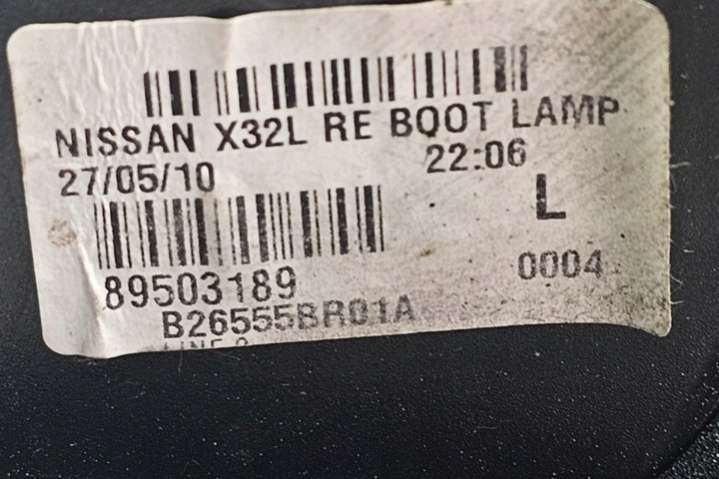 NISSAN X32L RE BOOT LAMP
27/05/10 22:06
L
89503189 0004
B26555BR01A